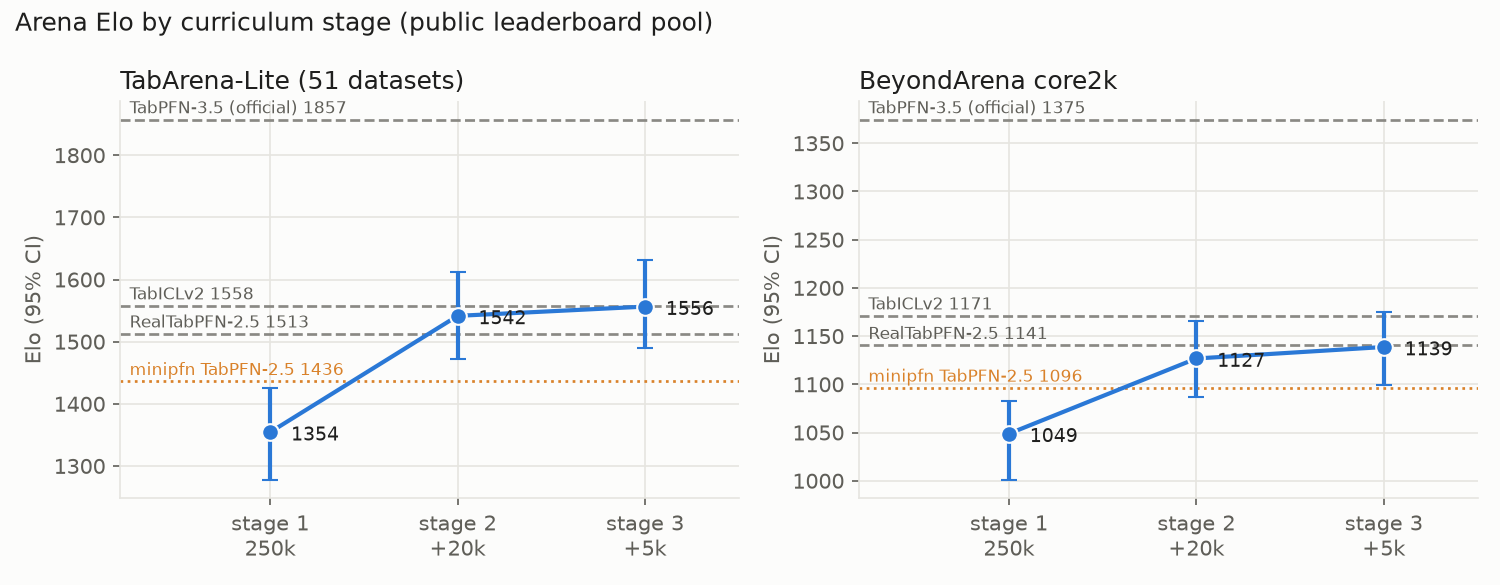 Arena Elo by curriculum stage (public leaderboard pool)
TabArena-Lite (51 datasets)
Elo (95% CI)
1800
1700
1600
1500
1400
1300
TabPFN-3.5 (official) 1857
TabICLv2 1558
RealTabPFN-2.5 1513
minipfn TabPFN-2.5 1436
1354
1542
1556
stage 1
250k
stage 2
+20k
stage 3
+5k
BeyondArena core2k
Elo (95% CI)
1350
1300
1250
1200
1150
1100
1050
1000
TabPFN-3.5 (official) 1375
TabICLv2 1171
RealTabPFN-2.5 1141
minipfn TabPFN-2.5 1096
1049
1127
1139
stage 1
250k
stage 2
+20k
stage 3
+5k